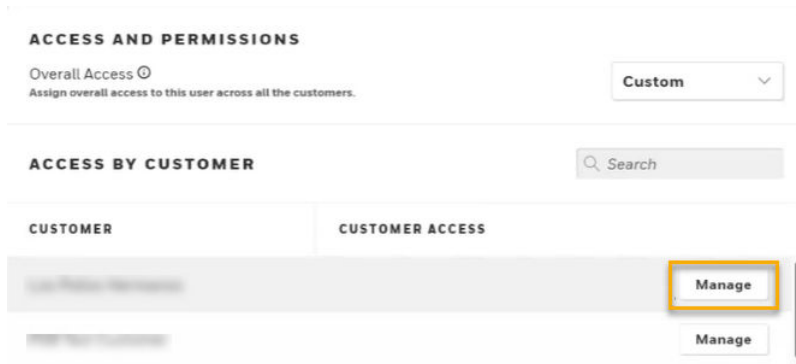 ACCESS AND PERMISSIONS
Overall Access
Assign overall access to this user across all the customers.
Custom
ACCESS BY CUSTOMER
Search
CUSTOMER CUSTOMER ACCESS
Manage
Manage